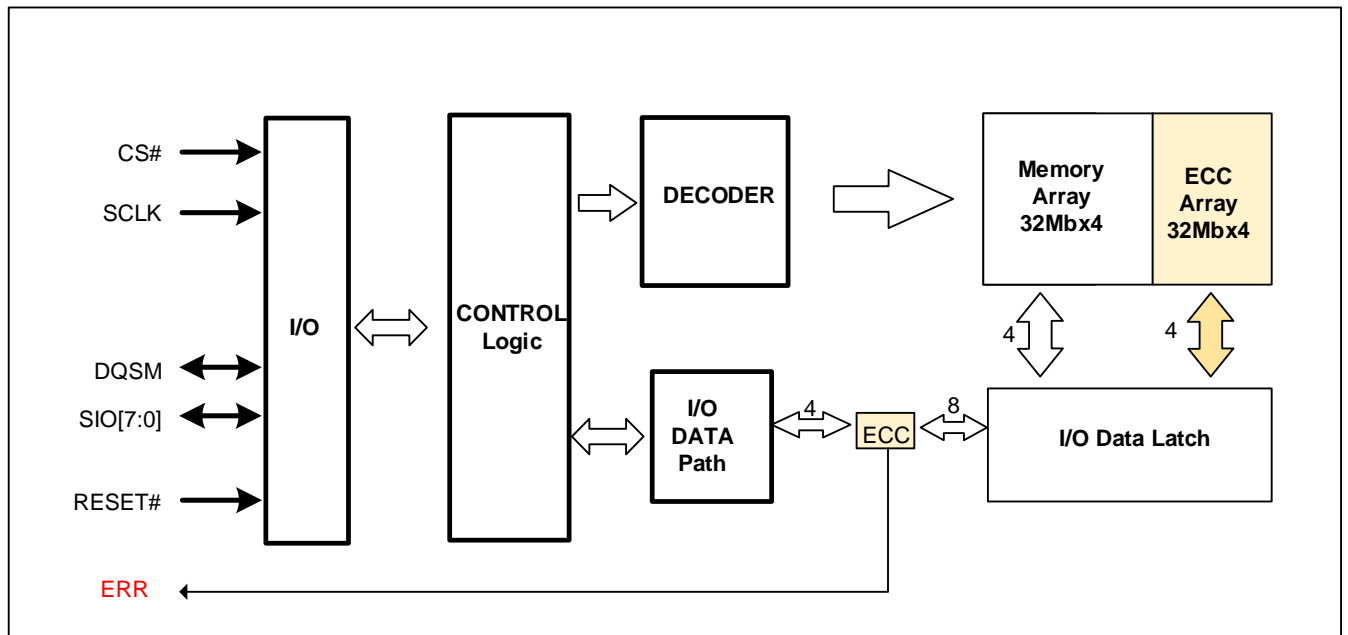 CS#
SCLK
DQSM
SIO[7:0]
RESET#
ERR
I/O
CONTROL
Logic
DECODER
I/O
DATA
Path
4
ECC
8
Memory
Array
32Mbx4
ECC
Array
32Mbx4
4
4
I/O Data Latch